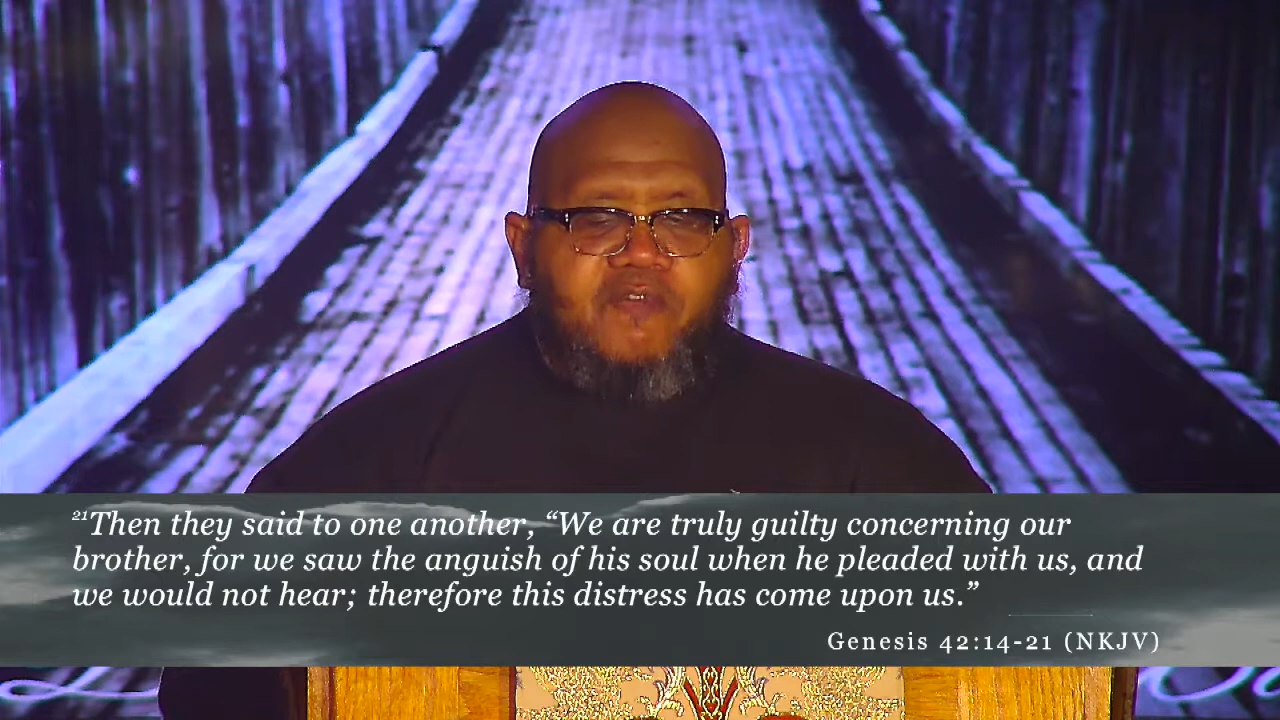 ²¹Then they said to one another, “We are truly guilty concerning our
brother, for we saw the anguish of his soul when he pleaded with us, and
we would not hear; therefore this distress has come upon us.”
Genesis 42:14-21 (NKJV)